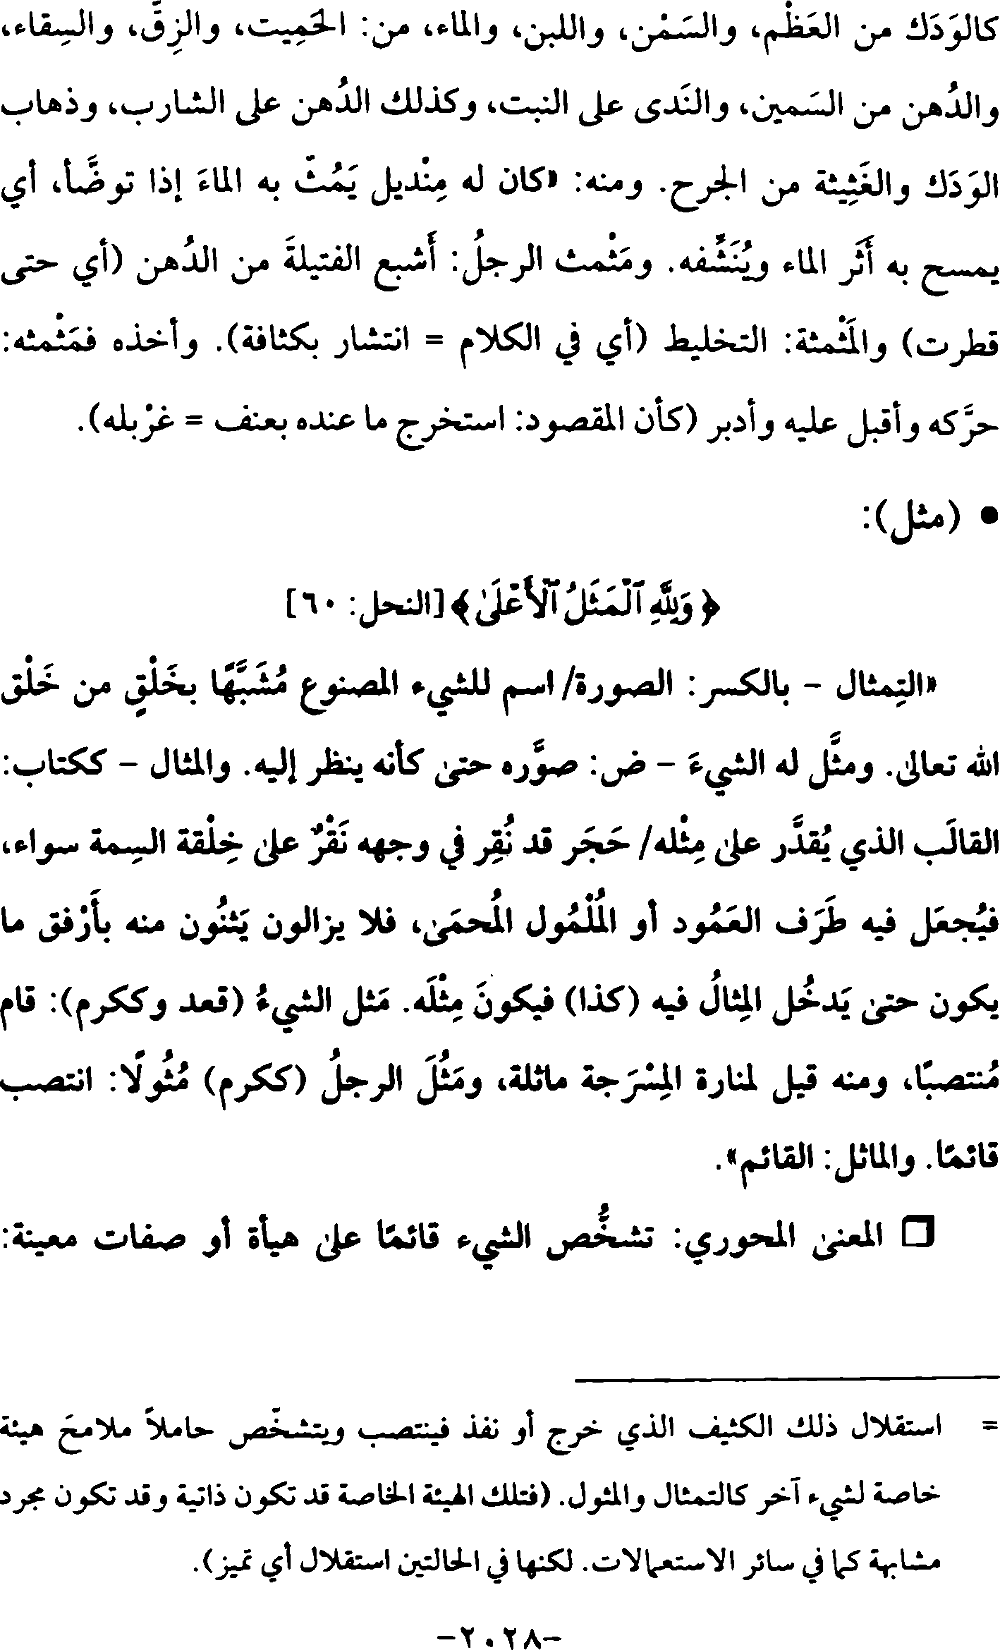 كالوَدَك من العَظْم، والسَمْن، واللبن، والماء، من: الحَمِيت، والزِقّ، والسِقاء،
والدُهن من السَمين، والنَدى على النبت، وكذلك الدُهن على الشارب، وذهاب
الوَدَك والغَثِيثة من الجرح. ومنه: «كان له مِنْديل يَمُثّ به الماءَ إذا توضَّأ، أي
يمسح به أَثَر الماء ويُنَشِّفه. ومَثْمث الرجلُ: أَشبع الفتيلةَ من الدُهن (أي حتى
قطرت) والمَثْمثة: التخليط (أي في الكلام = انتشار بكثافة). وأخذه فمَثْمثه:
حرَّكه وأقبل عليه وأدبر (كأن المقصود: استخرج ما عنده بعنف = غرْبله).
• (مثل):
﴿وَلِلَّهِ ٱلْمَثَلُ ٱلْأَعْلَىٰ﴾ [النحل: ٦٠]
«التِمثال - بالكسر: الصورة/ اسم للشيء المصنوع مُشَبَّهًا بخَلْقٍ من خَلْق
الله تعالى. ومثَّل له الشيءَ - ض: صوَّره حتىٰ كأنه ينظر إليه. والمثال - ككتاب:
القالَب الذي يُقدَّر علىٰ مِثْله/ حَجَر قد نُقِر في وجهه نَقْرٌ علىٰ خِلْقة السِمة سواء،
فيُجعَل فيه طَرَف العَمُود أو المُلْمُول المُحمَىٰ، فلا يزالون يَثنُون منه بأَرْفق ما
يكون حتىٰ يَدخُل المِثالُ فيه (كذا) فيكونَ مِثْلَه. مَثل الشيءُ (قعد وككرم): قام
مُنتصبًا، ومنه قيل لمنارة المِسْرَجة ماثلة، ومَثُلَ الرجلُ (ككرم) مُثُولًا: انتصب
قائمًا. والماثل: القائم».
❒ المعنىٰ المحوري: تشخُّص الشيء قائمًا علىٰ هيأة أو صفات معينة:
= استقلال ذلك الكثيف الذي خرج أو نفذ فينتصب ويتشخّص حاملاً ملامحَ هيئة
خاصة لشيء آخر كالتمثال والمثول. (فتلك الهيئة الخاصة قد تكون ذاتية وقد تكون مجرد
مشابهة كما في سائر الاستعمالات. لكنها في الحالتين استقلال أي تميز).
-٢٠٢٨-